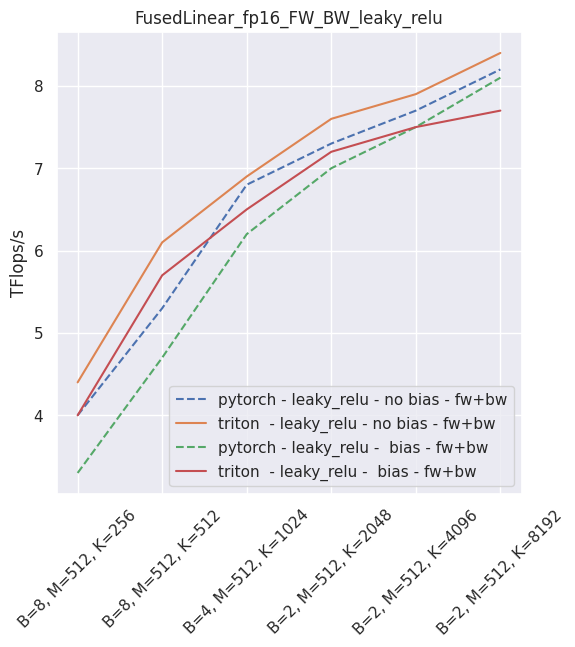 FusedLinear_fp16_FW_BW_leaky_relu
TFlops/s
8
7
6
5
4
pytorch - leaky_relu - no bias - fw+bw
triton  - leaky_relu - no bias - fw+bw
pytorch - leaky_relu -  bias - fw+bw
triton  - leaky_relu -  bias - fw+bw
B=8, M=512, K=256
B=8, M=512, K=512
B=4, M=512, K=1024
B=2, M=512, K=2048
B=2, M=512, K=4096
B=2, M=512, K=8192